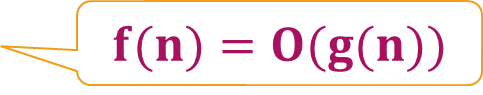 f(n) = O(g(n))